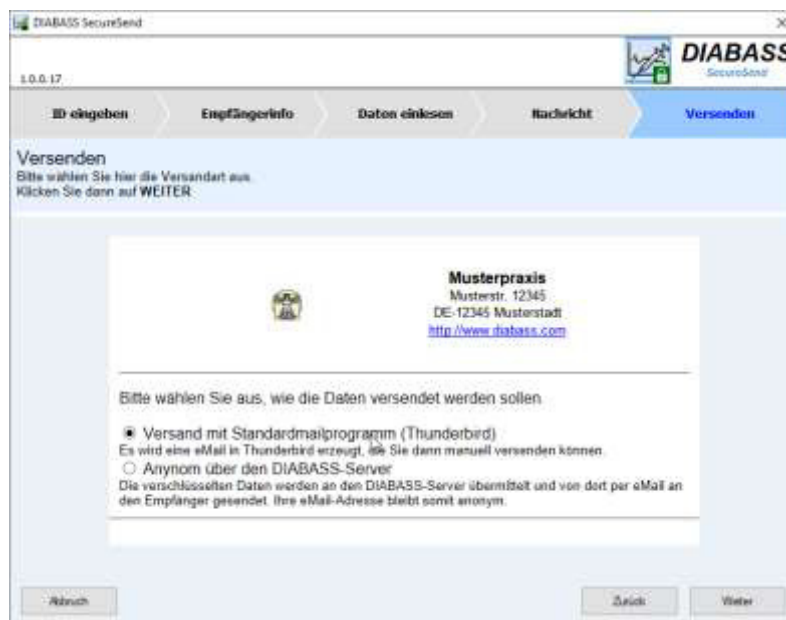 DIABASS SecureSend
1.0.0.17
DIABASS
SecureSend
ID eingeben
Empfängerinfo
Daten einlesen
Nachricht
Versenden
Versenden
Bitte wählen Sie hier die Versandart aus.
Klicken Sie dann auf WEITER
Musterpraxis
Musterstr. 12345
DE-12345 Musterstadt
http://www.diabass.com
Bitte wählen Sie aus, wie die Daten versendet werden sollen
Versand mit Standardmailprogramm (Thunderbird)
Es wird eine eMail in Thunderbird erzeugt, die Sie dann manuell versenden können.
Anynom über den DIABASS-Server
Die verschlüsselten Daten werden an den DIABASS-Server übermittelt und von dort per eMail an
den Empfänger gesendet. Ihre eMail-Adresse bleibt somit anonym.
Abbruch
Zurück
Weiter